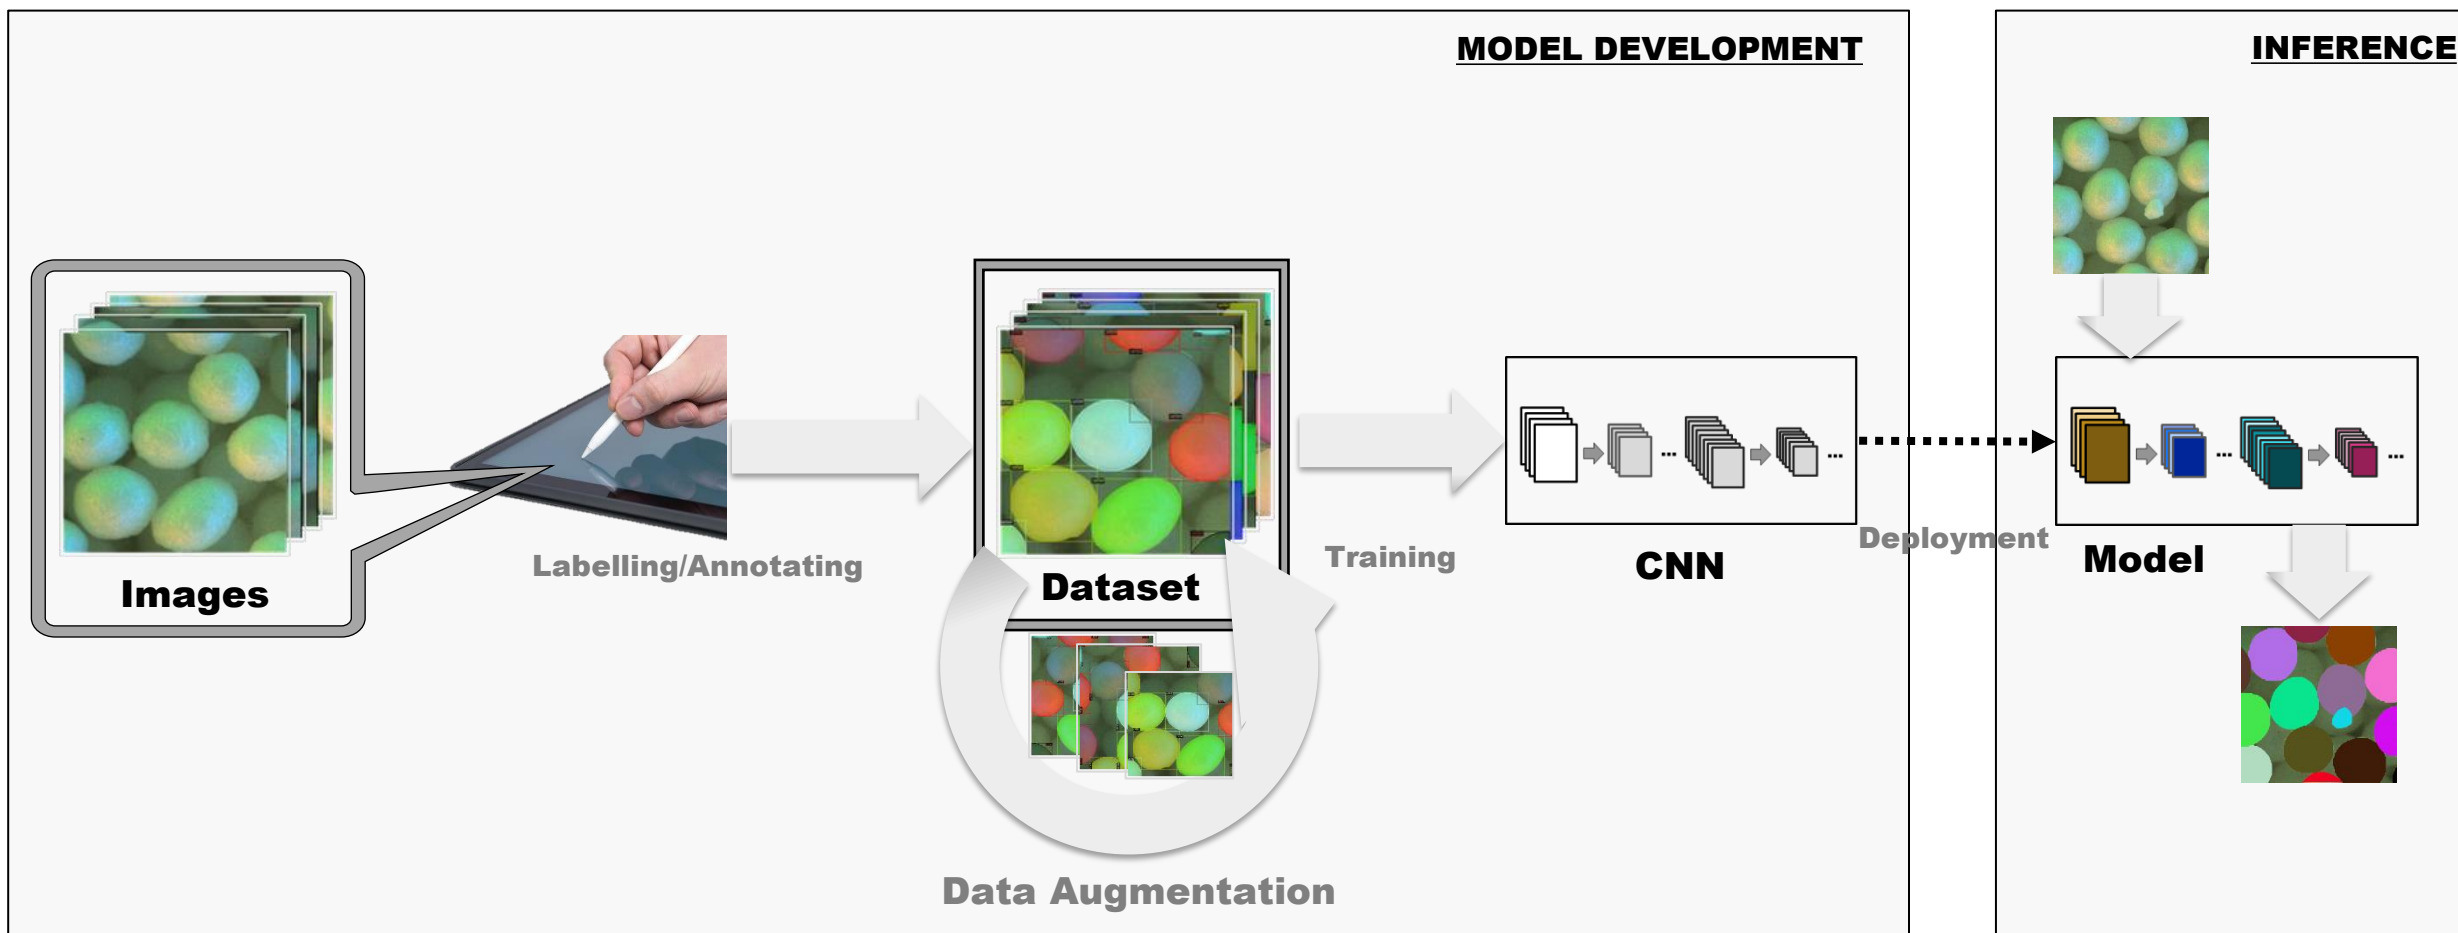 MODEL DEVELOPMENT
INFERENCE
Images
Labelling/Annotating
Dataset
Training
CNN
Deployment
Model
Data Augmentation